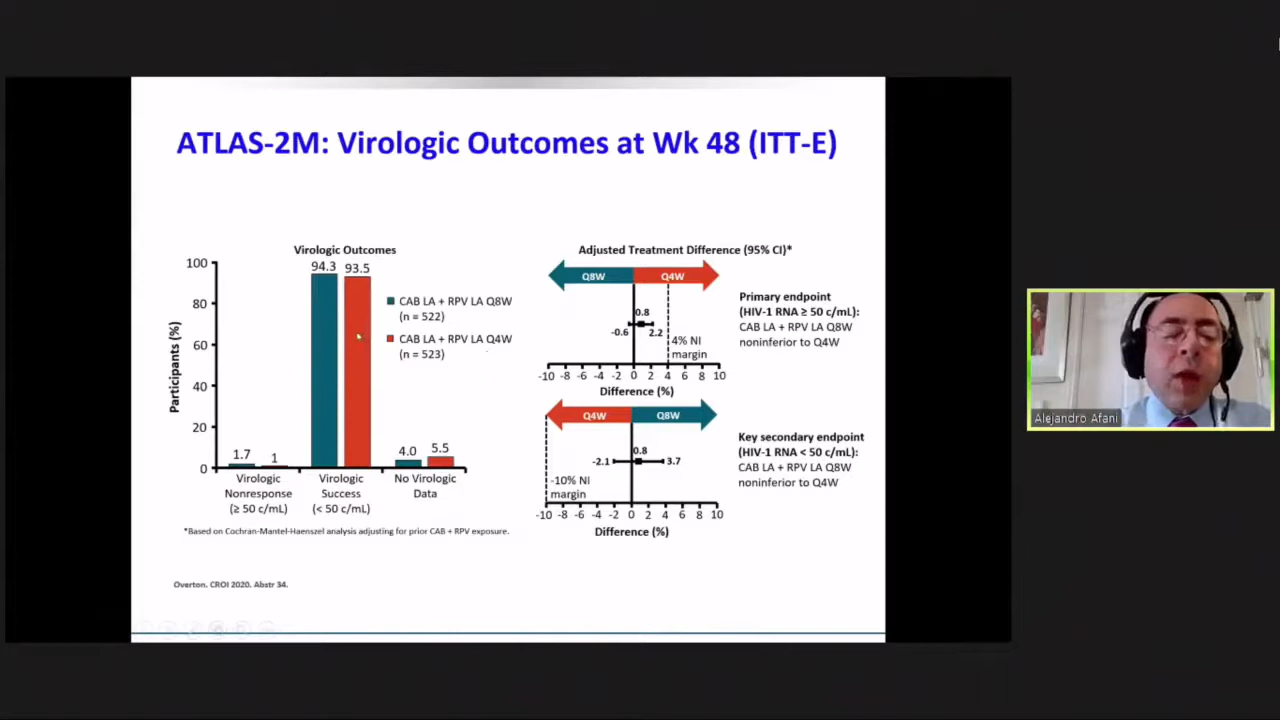 ATLAS-2M: Virologic Outcomes at Wk 48 (ITT-E)
Virologic Outcomes
100
80
60
40
20
0
Participants (%)
94.3
93.5
1.7
1
4.0
5.5
Virologic
Nonresponse
(≥ 50 c/mL)
Virologic
Success
(< 50 c/mL)
No Virologic
Data
CAB LA + RPV LA Q8W
(n = 522)
CAB LA + RPV LA Q4W
(n = 523)
*Based on Cochran-Mantel-Haenszel analysis adjusting for prior CAB + RPV exposure.
Adjusted Treatment Difference (95% CI)*
Q8W
Q4W
0.8
-0.6
2.2
4% NI
margin
-10 -8 -6 -4 -2 0 2 4 6 8 10
Difference (%)
Primary endpoint
(HIV-1 RNA ≥ 50 c/mL):
CAB LA + RPV LA Q8W
noninferior to Q4W
Q4W
Q8W
0.8
-2.1
3.7
-10% NI
margin
-10 -8 -6 -4 -2 0 2 4 6 8 10
Difference (%)
Key secondary endpoint
(HIV-1 RNA < 50 c/mL):
CAB LA + RPV LA Q8W
noninferior to Q4W
Overton. CROI 2020. Abstr 34.
Alejandro Afani